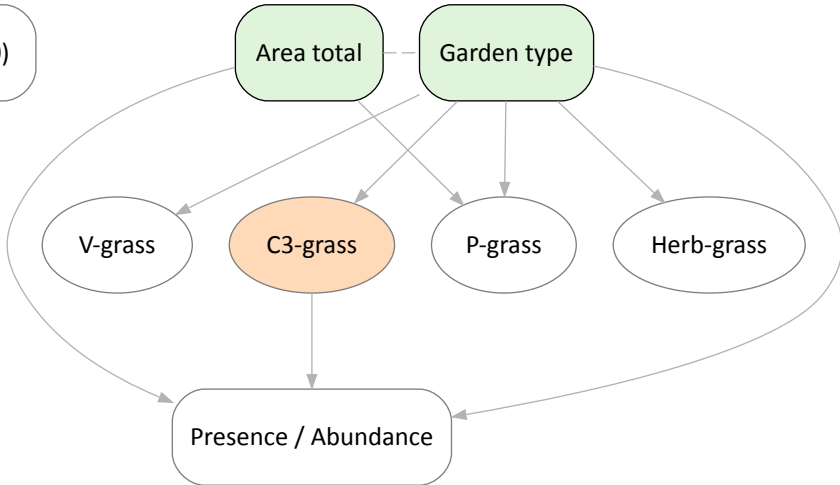 )
Area total
Garden type
V-grass
C3-grass
P-grass
Herb-grass
Presence / Abundance